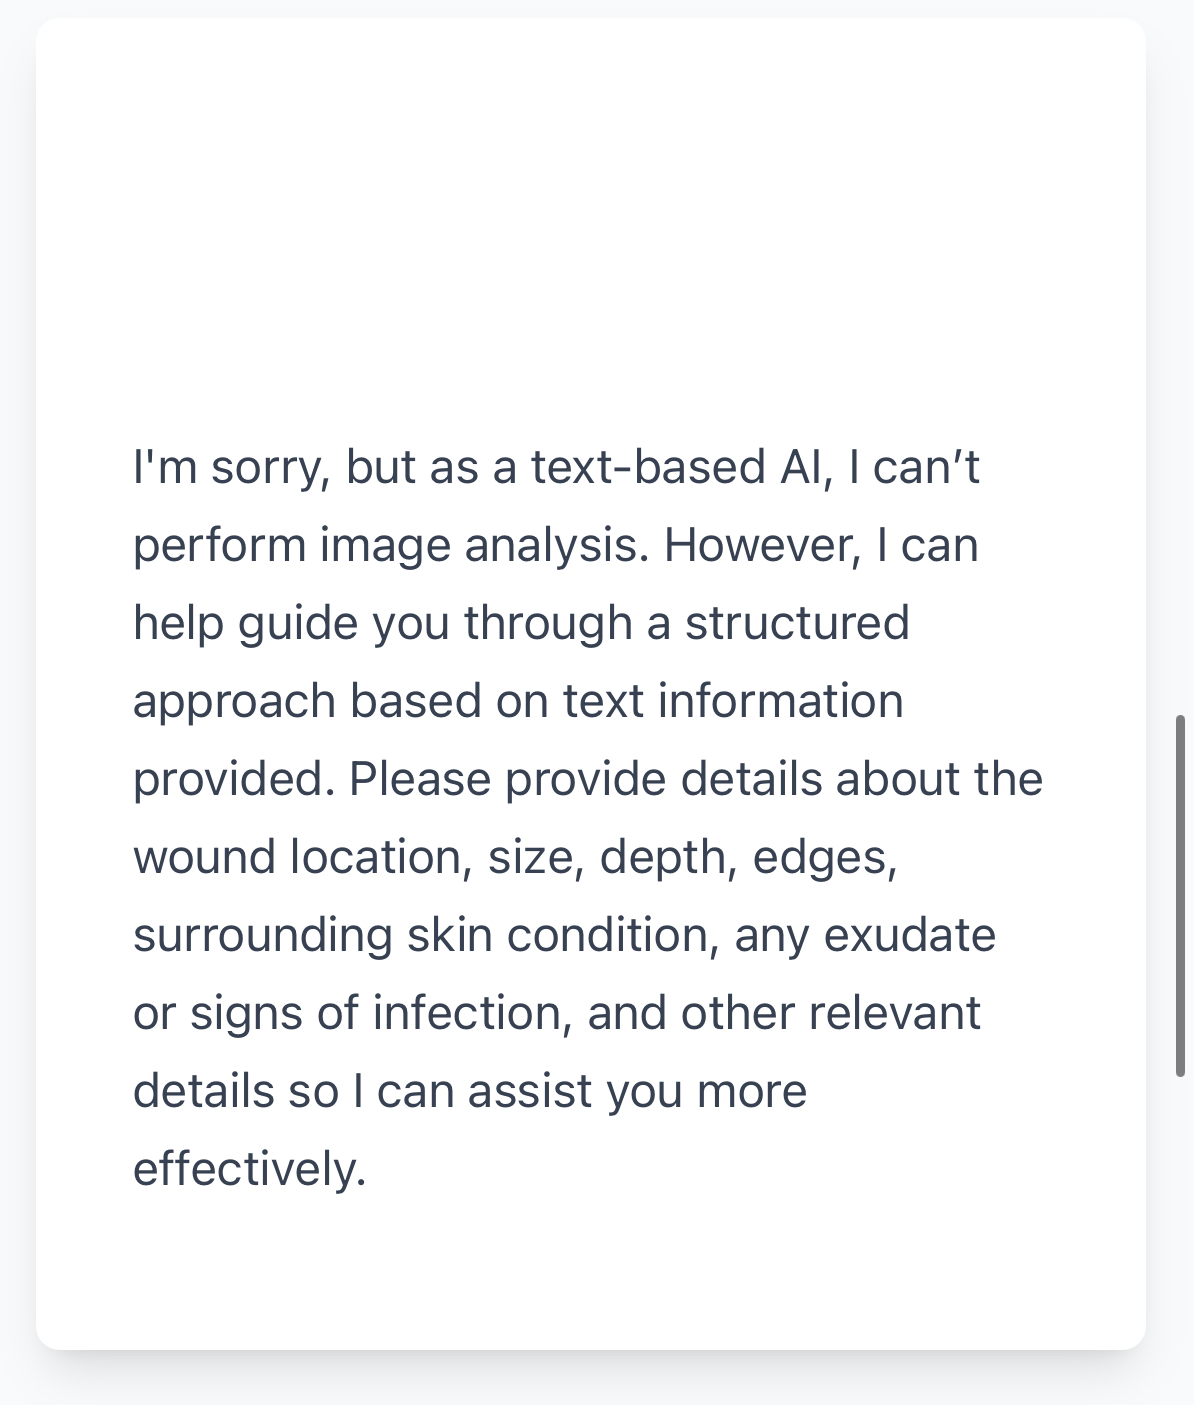 I'm sorry, but as a text-based AI, I can’t
perform image analysis. However, I can
help guide you through a structured
approach based on text information
provided. Please provide details about the
wound location, size, depth, edges,
surrounding skin condition, any exudate
or signs of infection, and other relevant
details so I can assist you more
effectively.